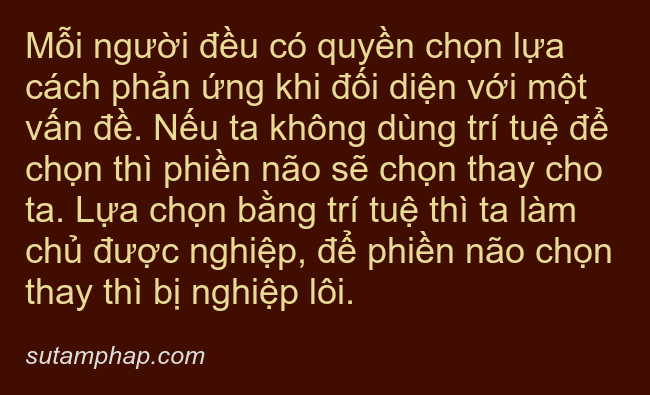 Mỗi người đều có quyền chọn lựa
cách phản ứng khi đối diện với một
vấn đề. Nếu ta không dùng trí tuệ để
chọn thì phiền não sẽ chọn thay cho
ta. Lựa chọn bằng trí tuệ thì ta làm
chủ được nghiệp, để phiền não chọn
thay thì bị nghiệp lôi.
sutamphap.com